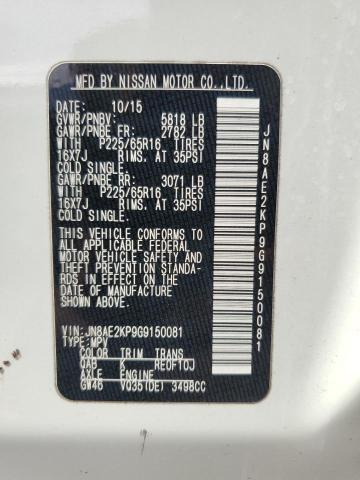 MFD BY NISSAN MOTOR CO.,LTD.
DATE: 10/15
GVWR/PNBV: 5818 LB
GAWR/PNBE FR: 2782 LB
WITH P225/65R16 TIRES
16X7J RIMS. AT 35PSI
COLD SINGLE.
GAWR/PNBE RR: 3071 LB
WITH P225/65R16 TIRES
16X7J RIMS. AT 35PSI
COLD SINGLE.
THIS VEHICLE CONFORMS TO
ALL APPLICABLE FEDERAL
MOTOR VEHICLE SAFETY AND
THEFT PREVENTION STANDARDS
IN EFFECT ON THE DATE OF
MANUFACTURE SHOWN ABOVE.
VIN:JN8AE2KP9G9150081
TYPE:MPV
COLOR TRIM TRANS
QAB K RE0F10J
AXLE ENGINE
GW46 VQ35(DE) 3498CC
JN8AE2KP9G9150081